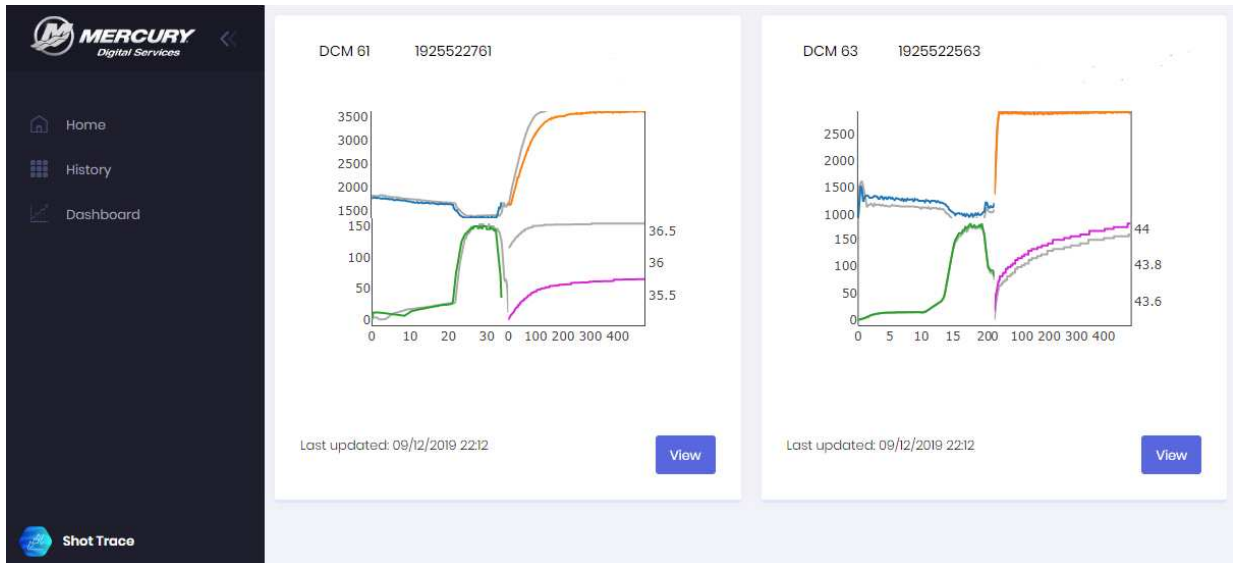 MERCURY
Digital Services
Home
History
Dashboard
Shot Trace
DCM 61 1925522761
3500
3000
2500
2000
1500
150
100
50
0
36.5
36
35.5
0 10 20 30 0 100 200 300 400
Last updated: 09/12/2019 22:12
View
DCM 63 1925522563
2500
2000
1500
1000
150
100
50
0
44
43.8
43.6
0 5 10 15 200 100 200 300 400
Last updated: 09/12/2019 22:12
View